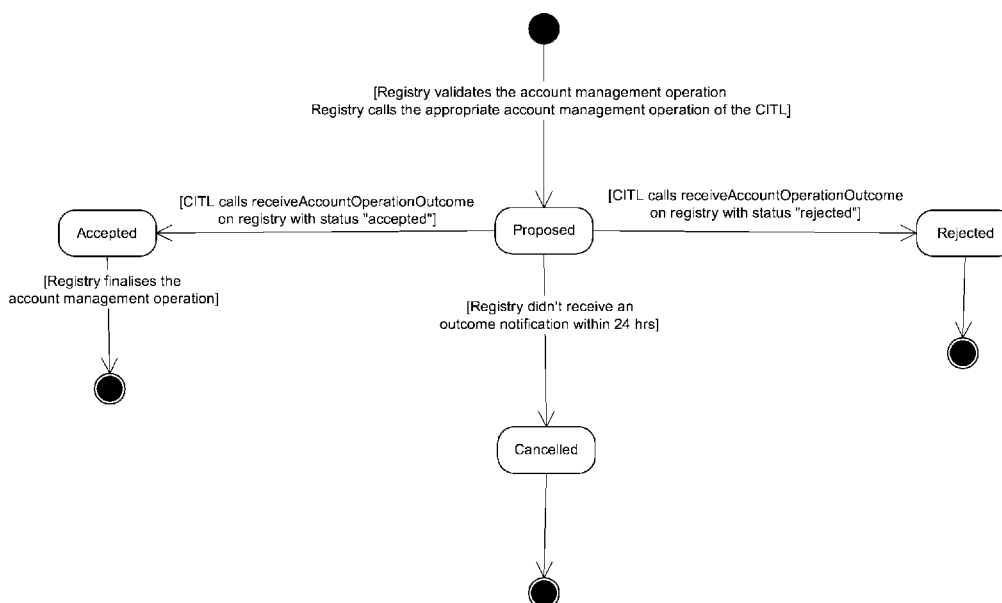 [Registry validates the account management operation
Registry calls the appropriate account management operation of the CITL]
[CITL calls receiveAccountOperationOutcome
on registry with status "accepted"]
[CITL calls receiveAccountOperationOutcome
on registry with status "rejected"]
Accepted
Proposed
Rejected
[Registry finalises the
account management operation]
[Registry didn't receive an
outcome notification within 24 hrs]
Cancelled